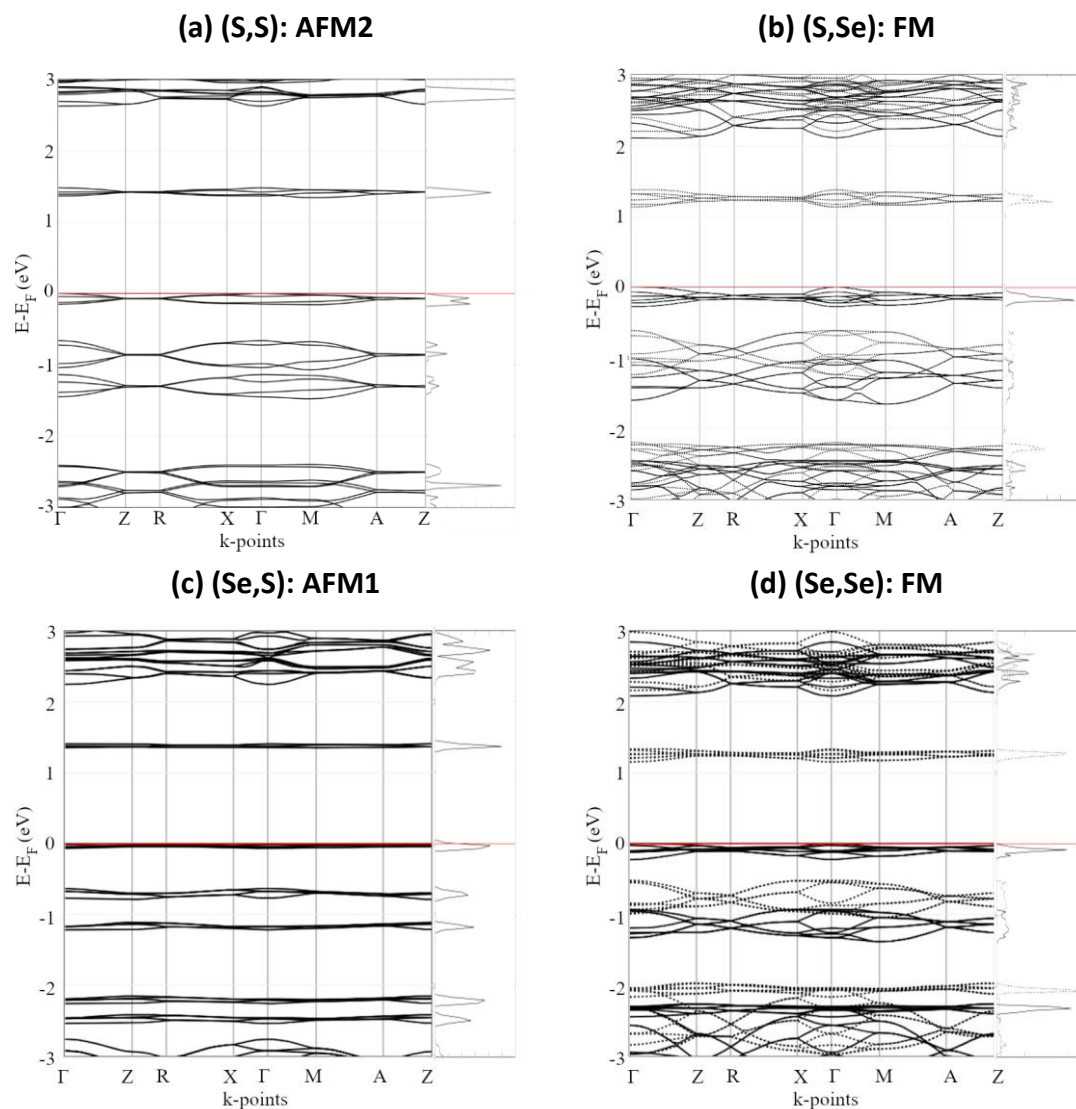 (a) (S,S): AFM2
(b) (S,Se): FM
3
2
1
0
-1
-2
-3
E-E_F (eV)
Γ Z R X Γ M A Z
k-points
3
2
1
0
-1
-2
-3
E-E_F (eV)
Γ Z R X Γ M A Z
k-points
(c) (Se,S): AFM1
(d) (Se,Se): FM
3
2
1
0
-1
-2
-3
E-E_F (eV)
Γ Z R X Γ M A Z
k-points
3
2
1
0
-1
-2
-3
E-E_F (eV)
Γ Z R X Γ M A Z
k-points